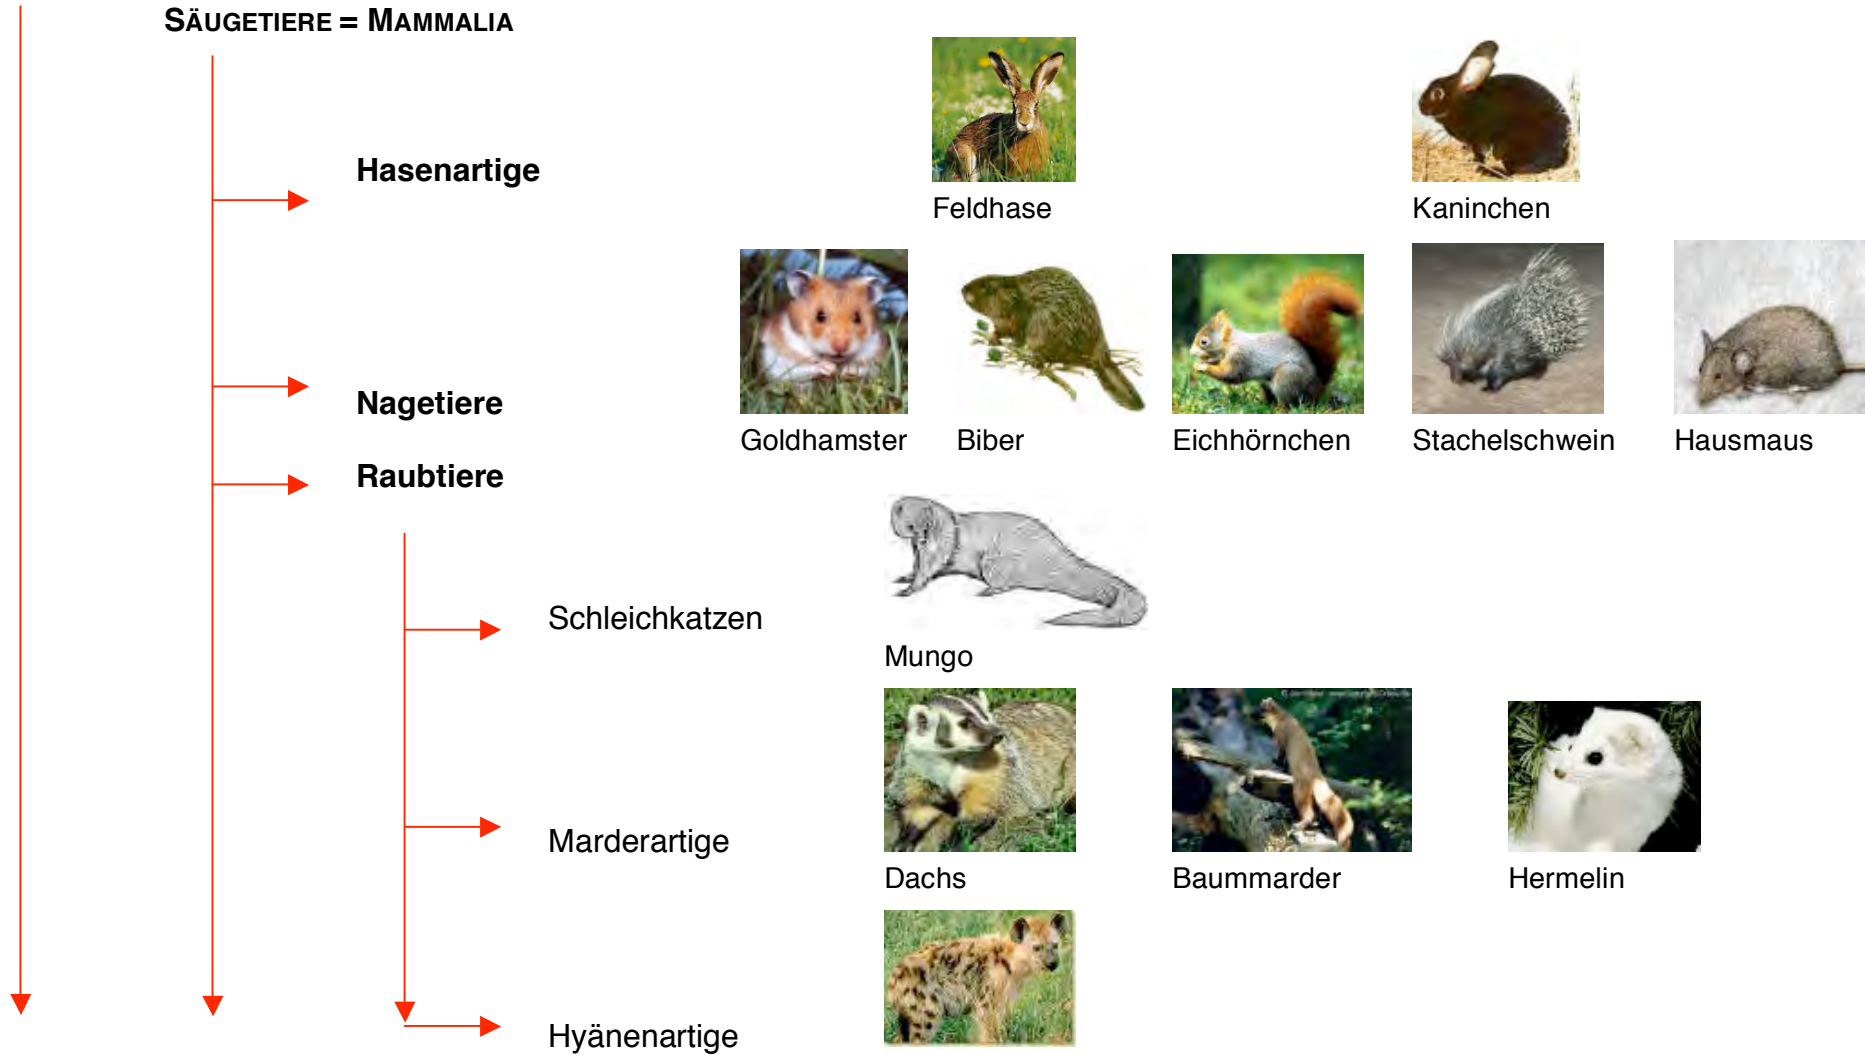 SÄUGETIERE = MAMMALIA
Hasenartige
Feldhase
Kaninchen
Nagetiere
Goldhamster
Biber
Eichhörnchen
Stachelschwein
Hausmaus
Raubtiere
Schleichkatzen
Mungo
Marderartige
Dachs
Baummarder
Hermelin
Hyänenartige